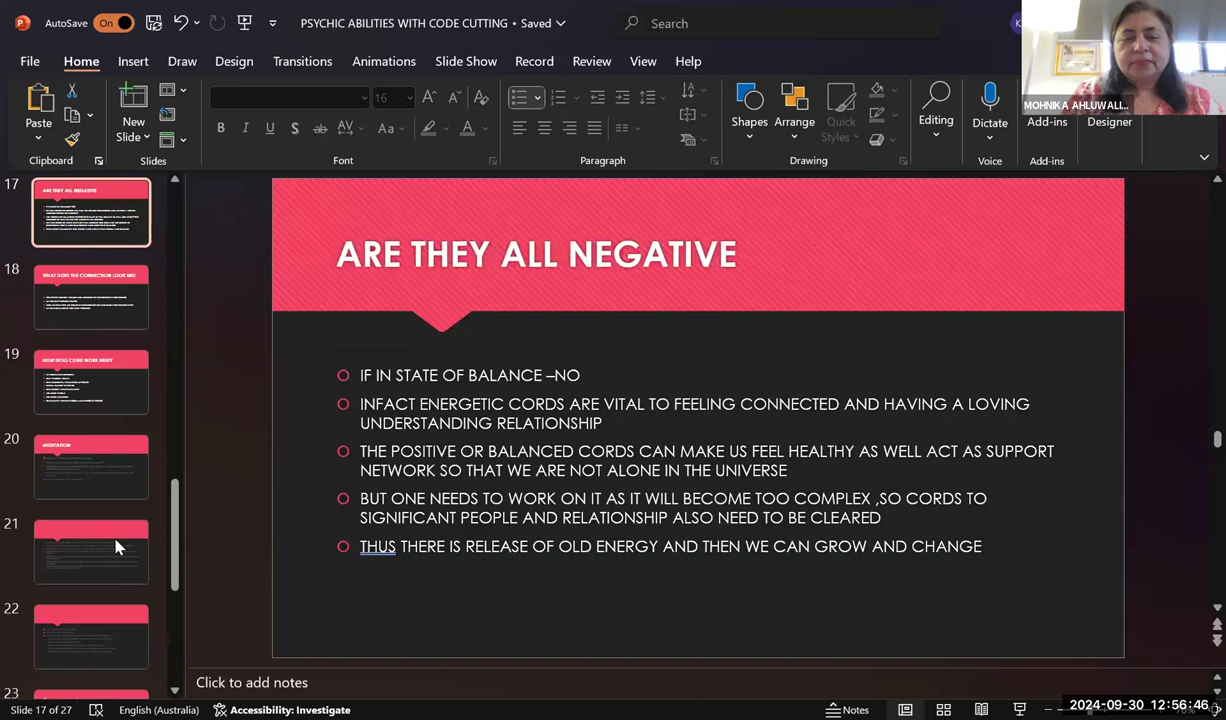 AutoSave On PSYCHIC ABILITIES WITH CODE CUTTING • Saved Search
File Home Insert Draw Design Transitions Animations Slide Show Record Review View Help
MOHNIKA AHLUWALI...
Paste New Slide 16 Aa Shapes Arrange Quick Styles Editing Dictate Add-ins Designer
Clipboard Slides Font Paragraph Drawing Voice Add-ins
17 ARE THEY ALL NEGATIVE
18 WHAT DOES THE CONNECTION LOOK LIKE
19 HOW DOES CORD WORK HELP?
20 MEDITATION
21
22
23
ARE THEY ALL NEGATIVE
IF IN STATE OF BALANCE –NO
INFACT ENERGETIC CORDS ARE VITAL TO FEELING CONNECTED AND HAVING A LOVING
UNDERSTANDING RELATIONSHIP
THE POSITIVE OR BALANCED CORDS CAN MAKE US FEEL HEALTHY AS WELL ACT AS SUPPORT
NETWORK SO THAT WE ARE NOT ALONE IN THE UNIVERSE
BUT ONE NEEDS TO WORK ON IT AS IT WILL BECOME TOO COMPLEX ,SO CORDS TO
SIGNIFICANT PEOPLE AND RELATIONSHIP ALSO NEED TO BE CLEARED
THUS THERE IS RELEASE OF OLD ENERGY AND THEN WE CAN GROW AND CHANGE
Click to add notes
Slide 17 of 27 English (Australia) Accessibility: Investigate Notes
2024-09-30 12:56:46